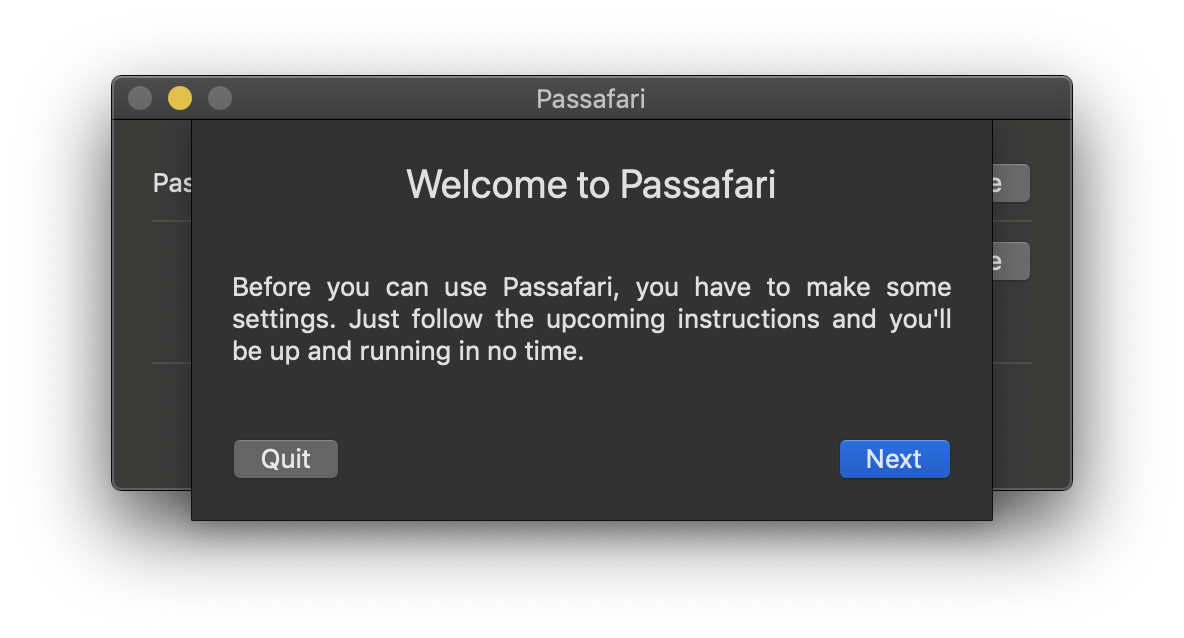 Passafari
Welcome to Passafari
Before you can use Passafari, you have to make some
settings. Just follow the upcoming instructions and you'll
be up and running in no time.
Quit
Next